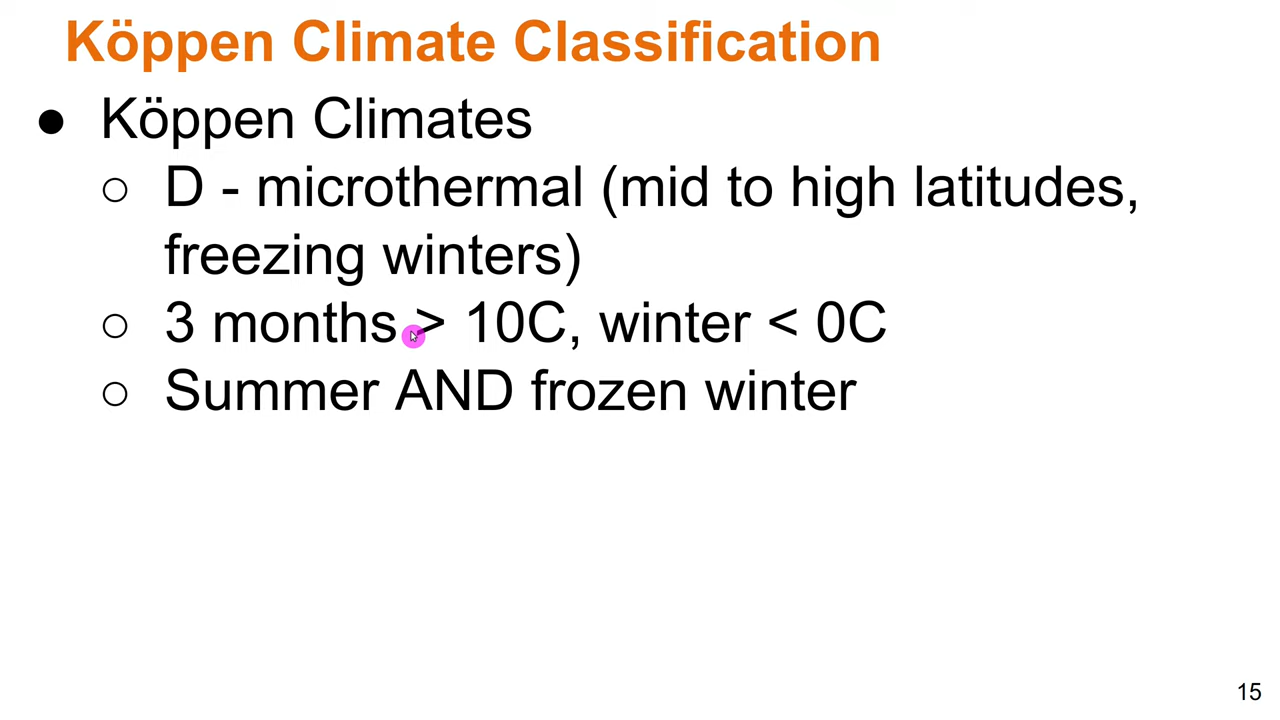 Köppen Climate Classification
● Köppen Climates
○ D - microthermal (mid to high latitudes,
freezing winters)
○ 3 months > 10C, winter < 0C
○ Summer AND frozen winter
15